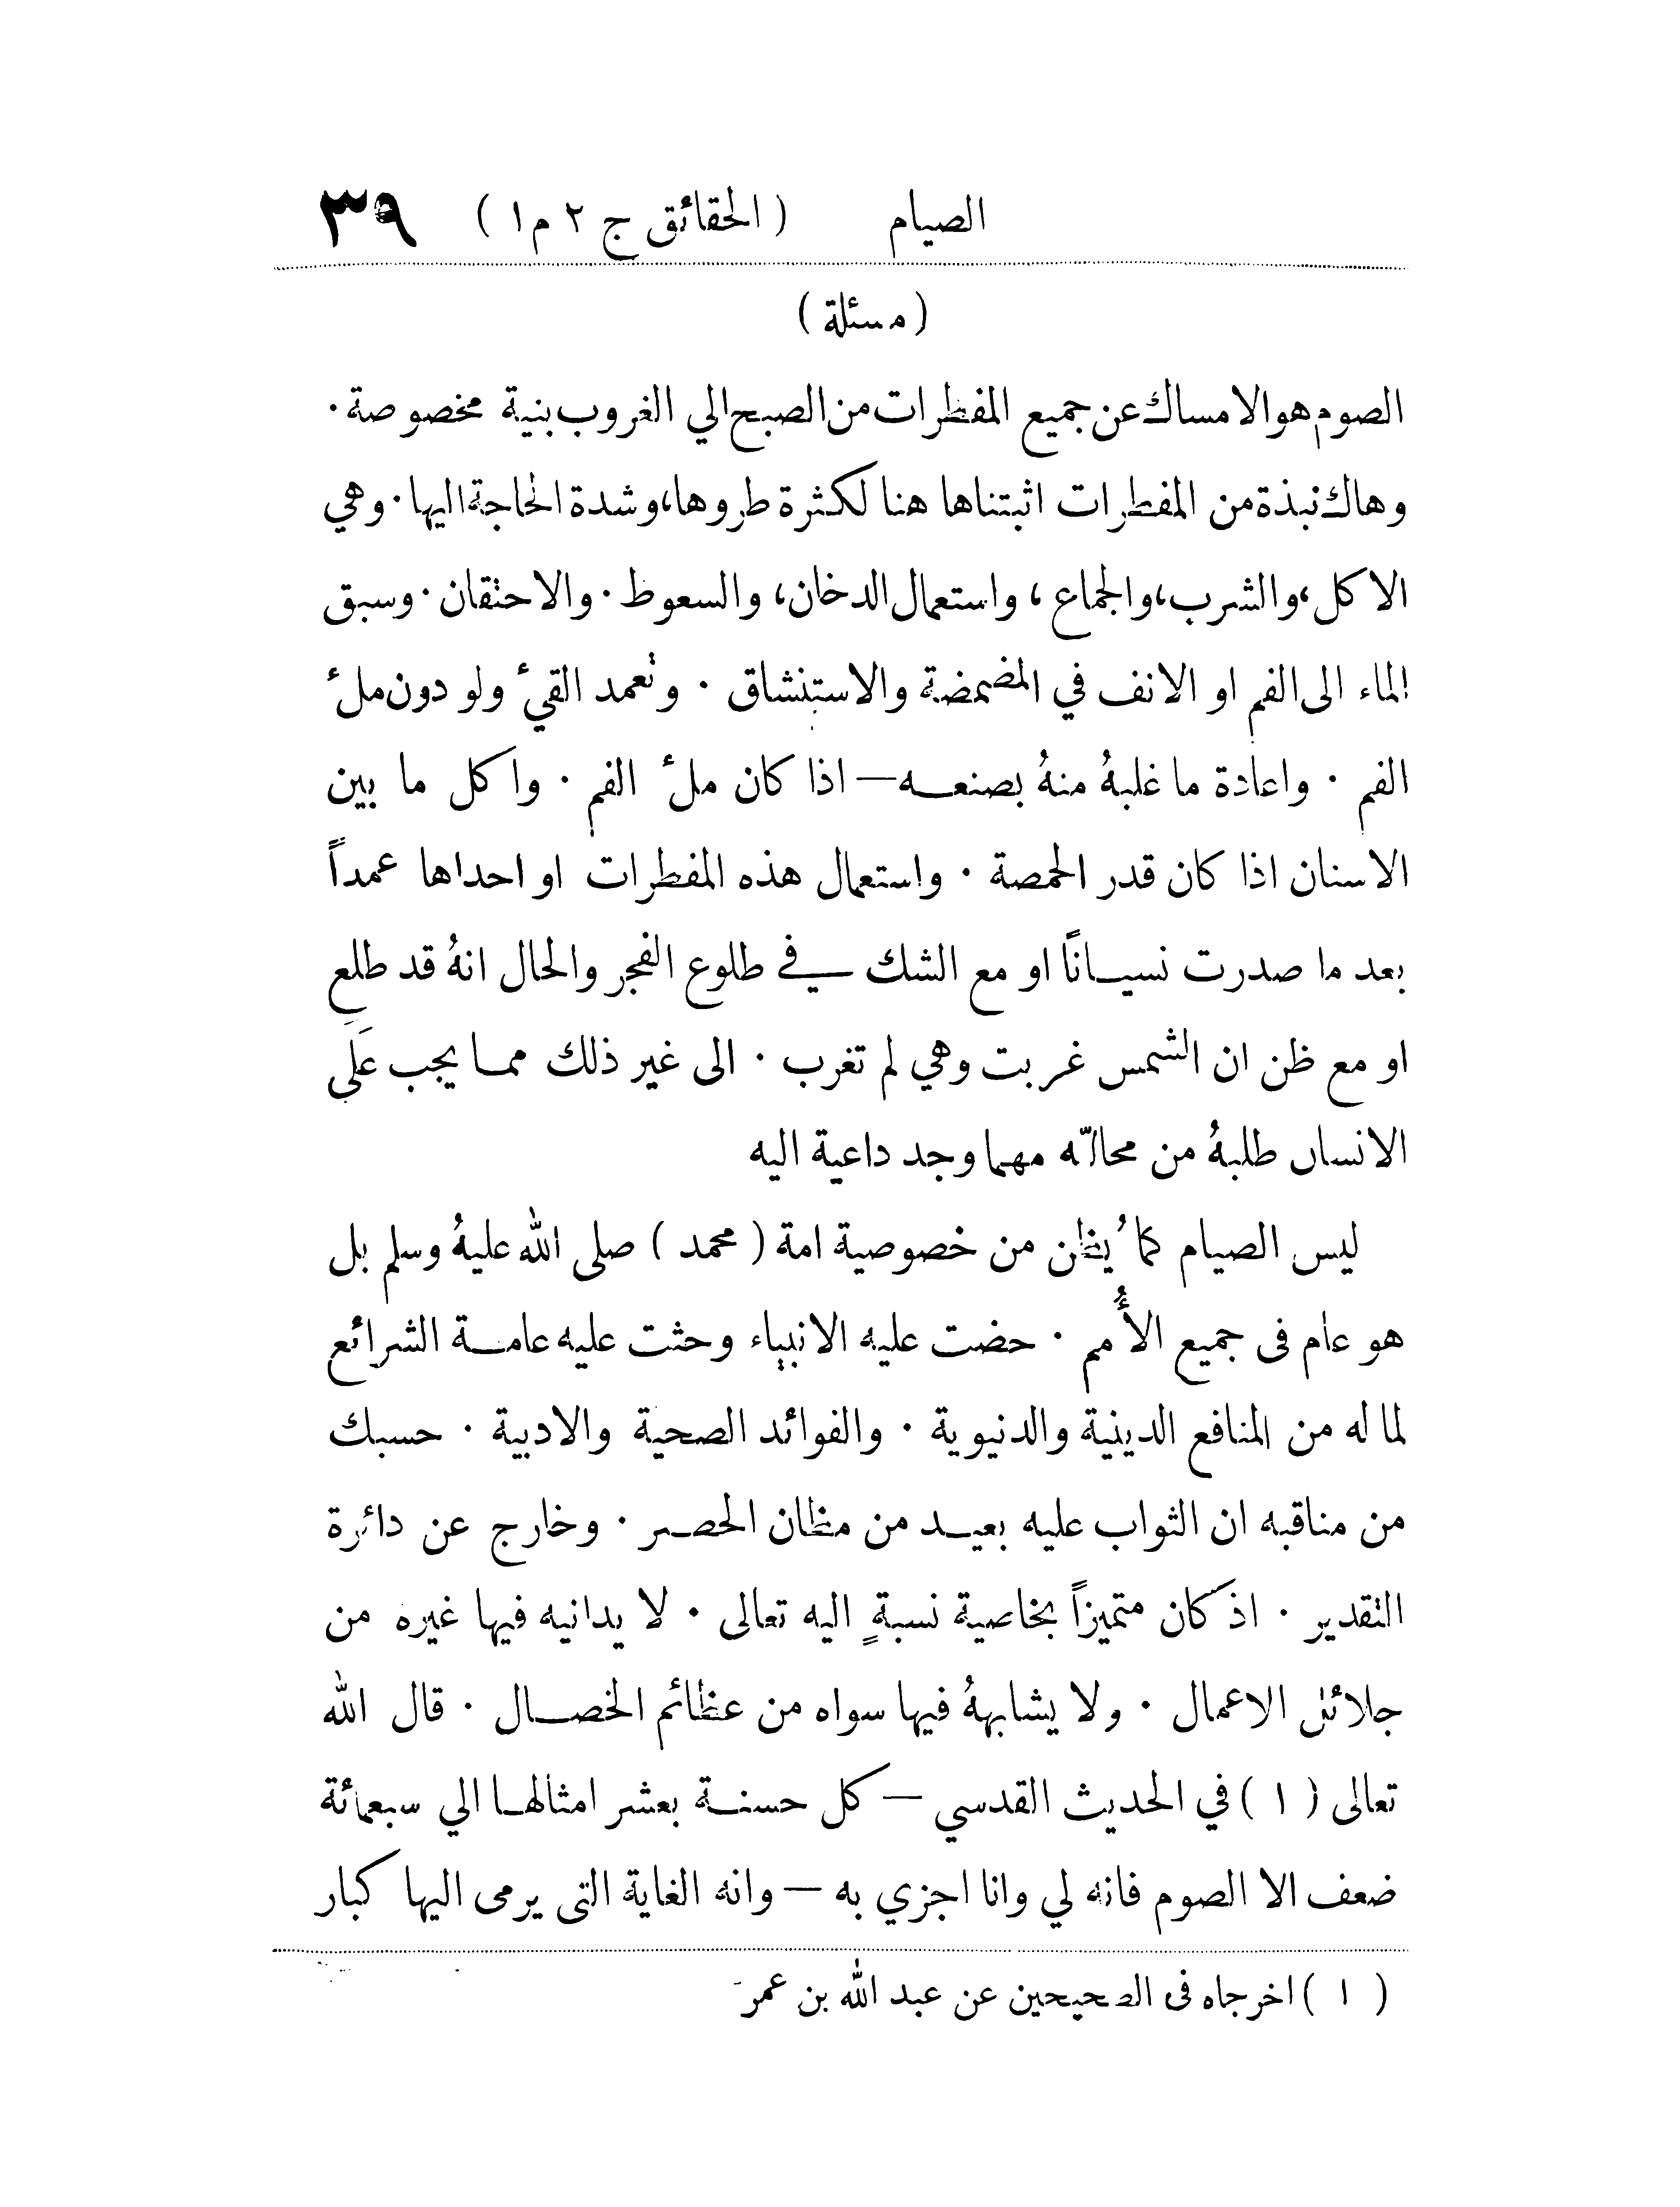 الصيام ( الحقائق ج ٢ م ١ ) ٣٩
( مسئلة )
الصوم هو الامساك عن جميع المفطرات من الصبح الي الغروب بنية مخصوصة ·
وهاك نبذة من المفطرات اثبتناها هنا لكثرة طروها، وشدة الحاجة اليها · وهي
الاكل، والشرب، والجماع ، واستعمال الدخان، والسعوط · والاحتقان · وسبق
الماء الى الفم او الانف في المضمضة والاستنشاق · وتعمد القيءُ ولو دون ملءُ
الفم · واعادة ما غلبهُ منهُ بصنعه — اذا كان ملءُ الفم · واكل ما بين
الاسنان اذا كان قدر الحمصة · واستعمال هذه المفطرات او احداها عمداً
بعد ما صدرت نسياناً او مع الشك في طلوع الفجر والحال انهُ قد طلع
او مع ظن ان الشمس غربت وهي لم تغرب · الى غير ذلك مما يجب عَلَى
الانسان طلبهُ من محالّه مهما وجد داعية اليه
ليس الصيام كما يُظن من خصوصية امة ( محمد ) صلى الله عليهُ وسلم بل
هو عام فى جميع الأُمم · حضت عليه الانبياء وحثت عليه عامة الشرائع
لما له من المنافع الدينية والدنيوية · والفوائد الصحية والادبية · حسبك
من مناقبه ان الثواب عليه بعيد من مظان الحصر · وخارج عن دائرة
التقدير · اذ كان متميزاً بخاصية نسبةٍ اليه تعالى · لا يدانيه فيها غيره من
جلائل الاعمال · ولا يشابههُ فيها سواه من عظائم الخصال · قال الله
تعالى ( ١ ) في الحديث القدسي — كل حسنة بعشر امثالها الي سبعمائة
ضعف الا الصوم فانه لي وانا اجزي به — وانه الغاية التى يرمى اليها كبار
( ١ ) اخرجاه فى الصحيحين عن عبد الله بن عمر